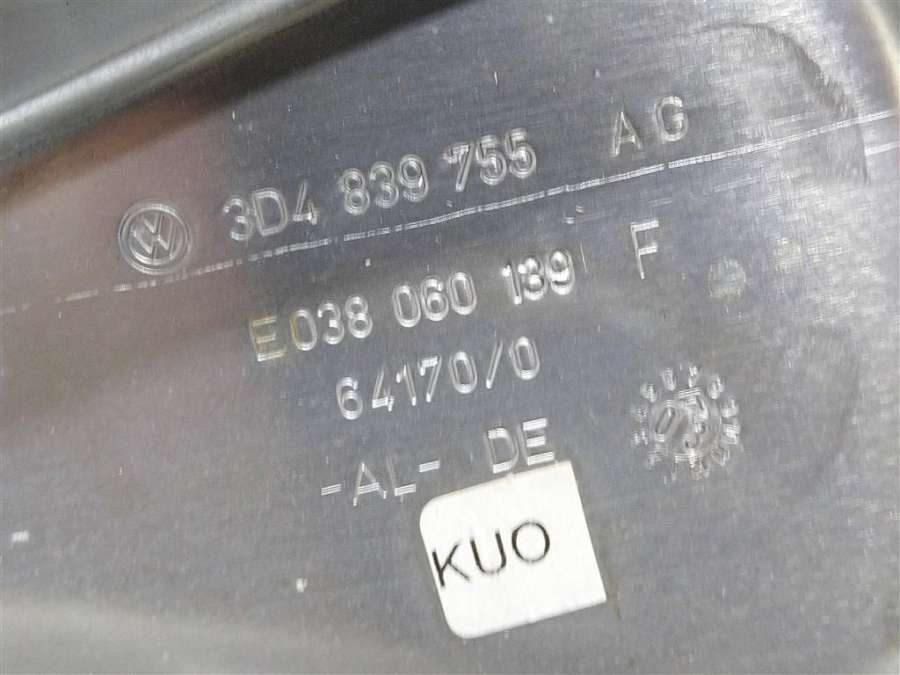 3D4 839 755 AG
E038 060 139 F
64170/0
-AL- DE
KUO